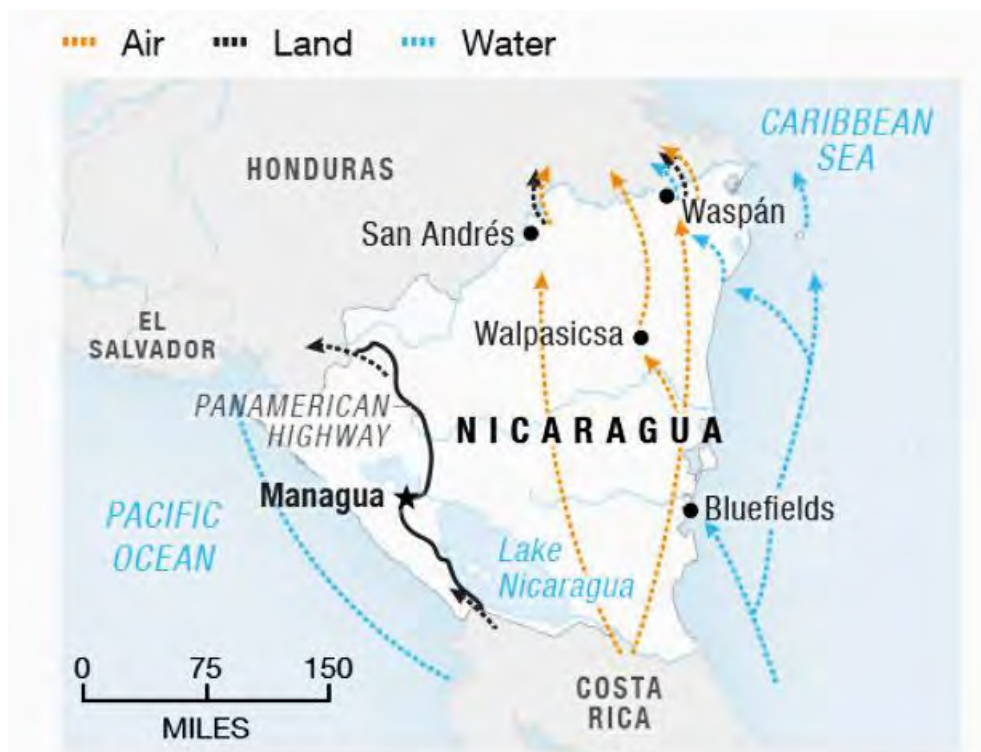 Air Land Water
CARIBBEAN
SEA
HONDURAS
Waspán
San Andrés
EL
SALVADOR
Walpasicsa
PANAMERICAN
HIGHWAY
NICARAGUA
Managua
Bluefields
PACIFIC
OCEAN
Lake
Nicaragua
0 75 150
MILES
COSTA
RICA